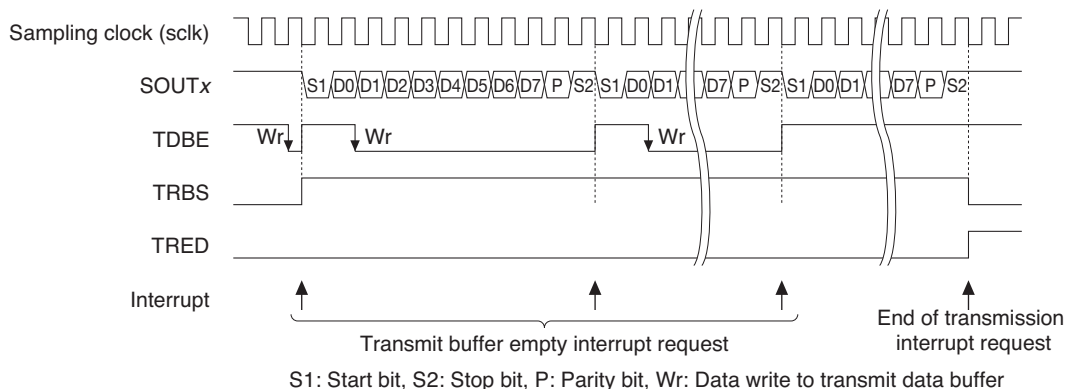 Sampling clock (sclk)
SOUTx S1 D0 D1 D2 D3 D4 D5 D6 D7 P S2 S1 D0 D1 D7 P S2 S1 D0 D1 D7 P S2
TDBE Wr Wr Wr
TRBS
TRED
Interrupt
Transmit buffer empty interrupt request
End of transmission
interrupt request
S1: Start bit, S2: Stop bit, P: Parity bit, Wr: Data write to transmit data buffer